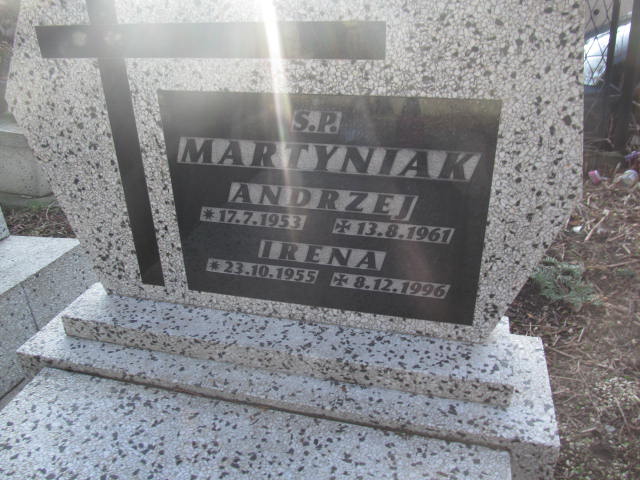 S.P.
MARTYNIAK
ANDRZEJ
* 17.7.1953 ✠ 13.8.1961
IRENA
* 23.10.1955 ✠ 8.12.1996